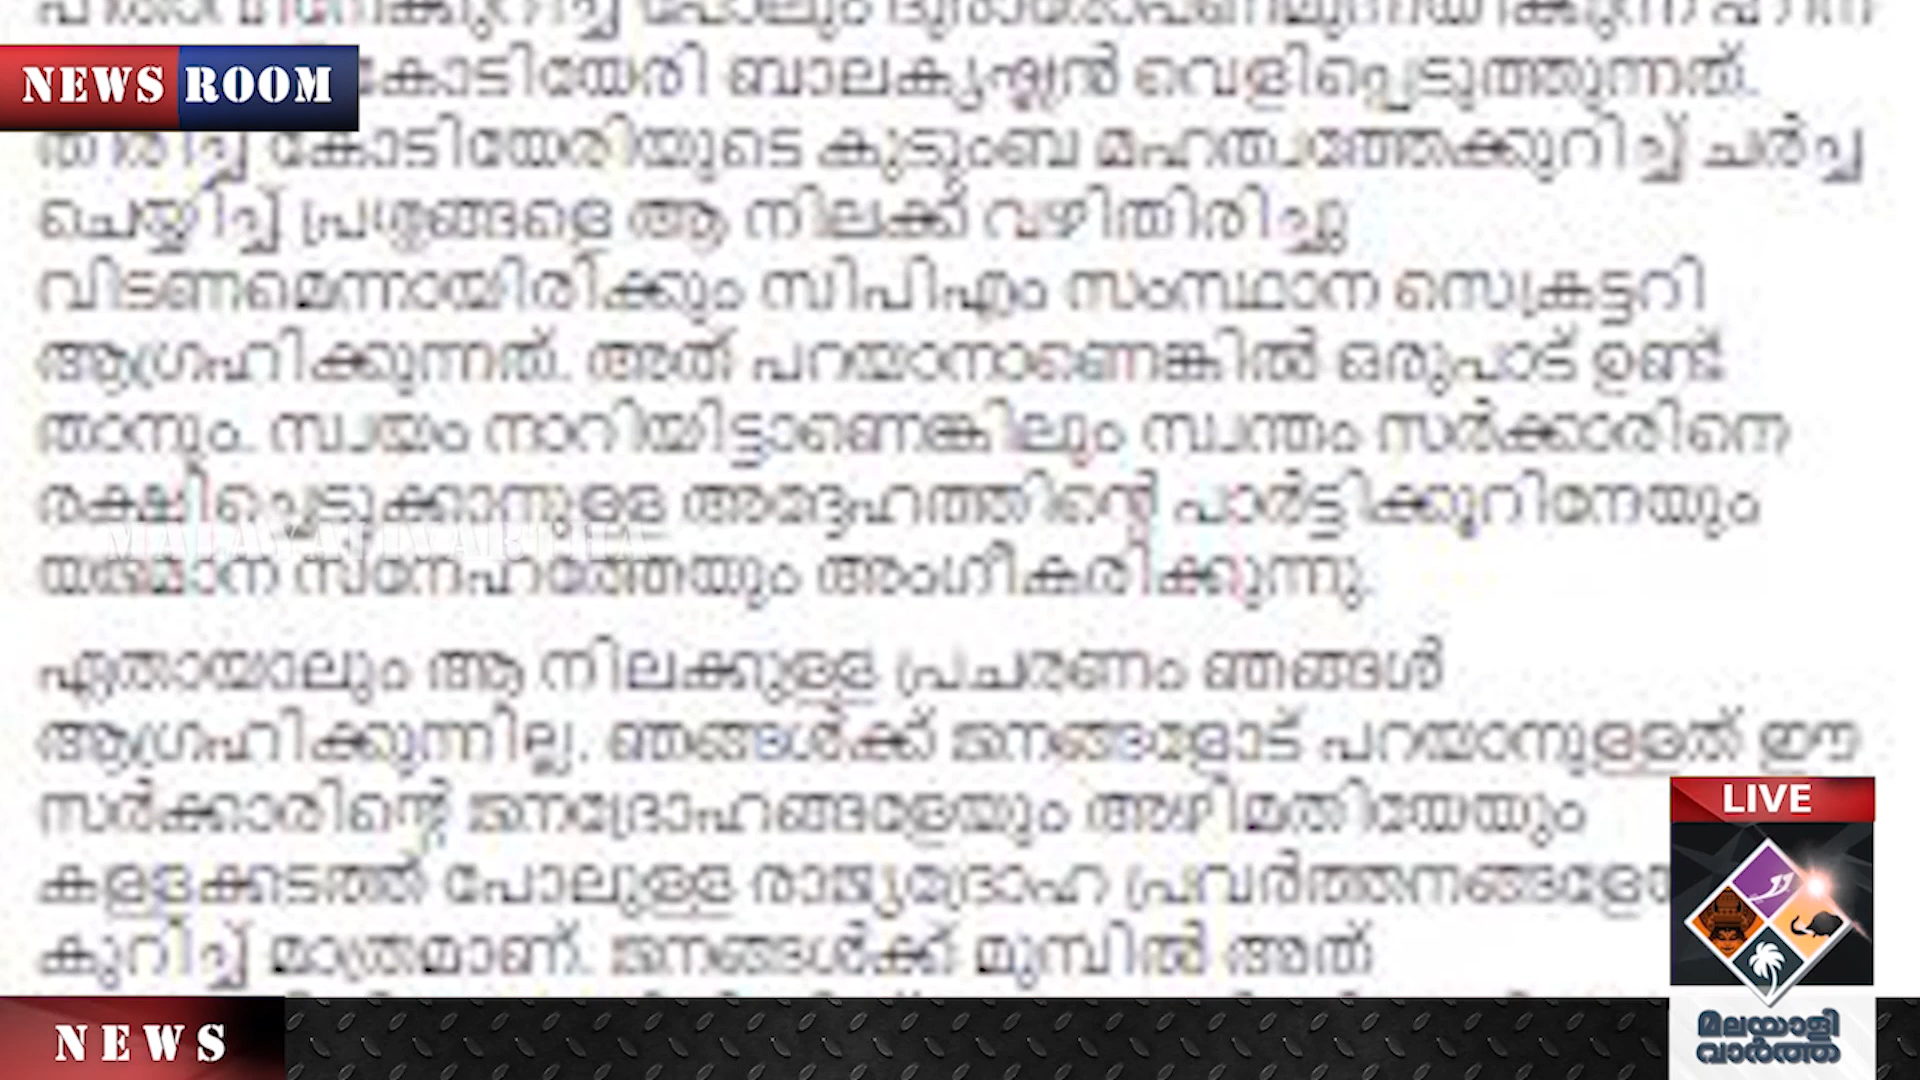 NEWS ROOM
കോടിയേരി ബാലകൃഷ്ണൻ വെളിപ്പെടുത്തുന്നത്.
തിരിച്ച് കോടിയേരിയുടെ കുടുംബ മഹത്വത്തേക്കുറിച്ച് ചർച്ച
ചെയ്യിച്ച് പ്രശ്നങ്ങളെ ആ നിലക്ക് വഴിതിരിച്ചു
വിടണമെന്നായിരിക്കും സിപിഎം സംസ്ഥാന സെക്രട്ടറി
ആഗ്രഹിക്കുന്നത്. അത് പറയാനാണെങ്കിൽ ഒരുപാട് ഉണ്ട്
താനും. സ്വയം നാറിയിട്ടാണെങ്കിലും സ്വന്തം സർക്കാരിനെ
രക്ഷിച്ചെടുക്കാനുള്ള അദ്ദേഹത്തിന്റെ പാർട്ടിക്കൂറിനേയും
യജമാന സ്നേഹത്തേയും അംഗീകരിക്കുന്നു.
MALAYALI VARTHA
ഏതായാലും ആ നിലക്കുള്ള പ്രചരണം ഞങ്ങൾ
ആഗ്രഹിക്കുന്നില്ല. ഞങ്ങൾക്ക് ജനങ്ങളോട് പറയാനുള്ളത് ഈ
സർക്കാരിന്റെ ജനദ്രോഹങ്ങളേയും അഴിമതിയേയും
കള്ളക്കടത്ത് പോലുള്ള രാജ്യദ്രോഹ പ്രവർത്തനങ്ങളേ
കുറിച്ച് മാത്രമാണ്. ജനങ്ങൾക്ക് മുമ്പിൽ അത്
LIVE
മലയാളി
വാർത്ത
NEWS